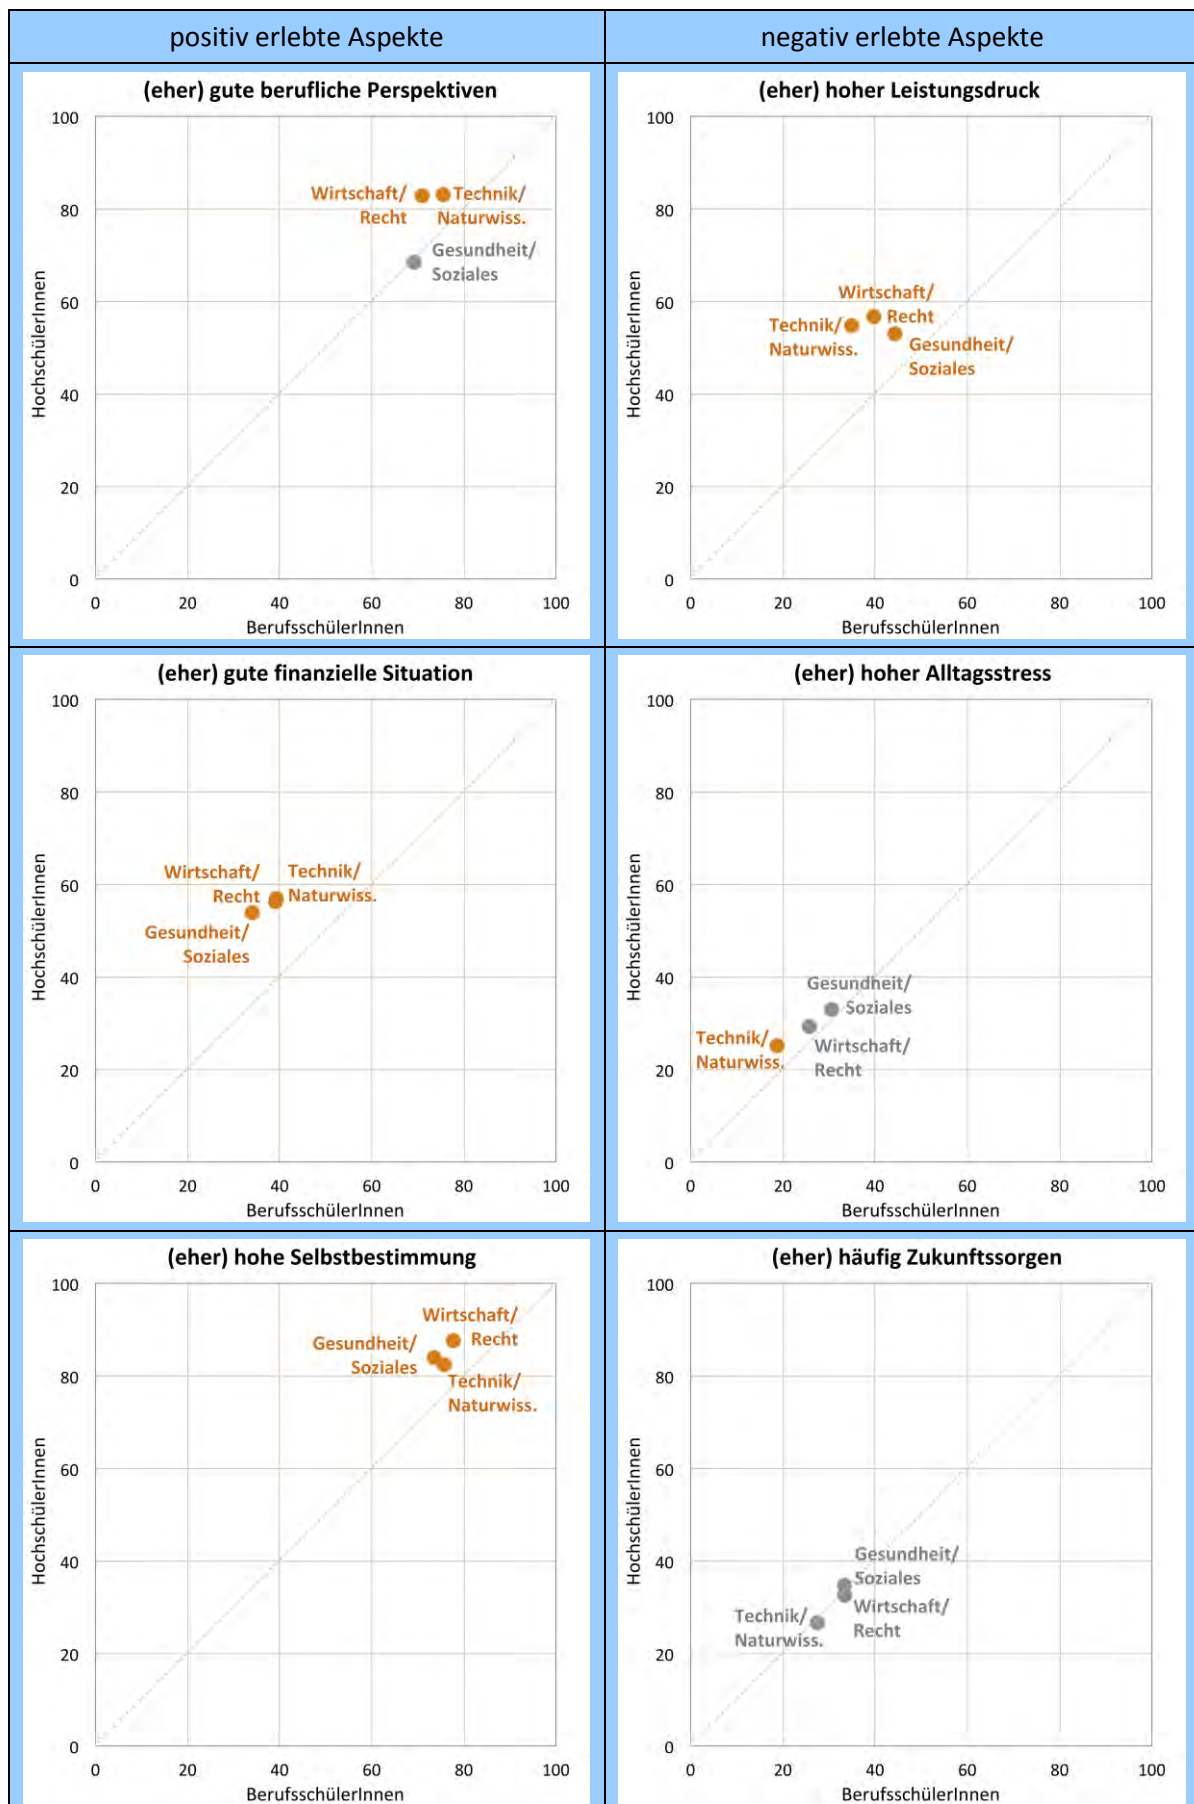 positiv erlebte Aspekte
negativ erlebte Aspekte
(eher) gute berufliche Perspektiven
HochschülerInnen
100
80
60
40
20
0
Wirtschaft/
Recht
Technik/
Naturwiss.
Gesundheit/
Soziales
0 20 40 60 80 100
BerufsschülerInnen
(eher) hoher Leistungsdruck
HochschülerInnen
100
80
60
40
20
0
Wirtschaft/
Recht
Technik/
Naturwiss.
Gesundheit/
Soziales
0 20 40 60 80 100
BerufsschülerInnen
(eher) gute finanzielle Situation
HochschülerInnen
100
80
60
40
20
0
Wirtschaft/
Recht
Technik/
Naturwiss.
Gesundheit/
Soziales
0 20 40 60 80 100
BerufsschülerInnen
(eher) hoher Alltagsstress
HochschülerInnen
100
80
60
40
20
0
Gesundheit/
Soziales
Technik/
Naturwiss.
Wirtschaft/
Recht
0 20 40 60 80 100
BerufsschülerInnen
(eher) hohe Selbstbestimmung
HochschülerInnen
100
80
60
40
20
0
Wirtschaft/
Recht
Gesundheit/
Soziales
Technik/
Naturwiss.
0 20 40 60 80 100
BerufsschülerInnen
(eher) häufig Zukunftssorgen
HochschülerInnen
100
80
60
40
20
0
Gesundheit/
Soziales
Wirtschaft/
Recht
Technik/
Naturwiss.
0 20 40 60 80 100
BerufsschülerInnen